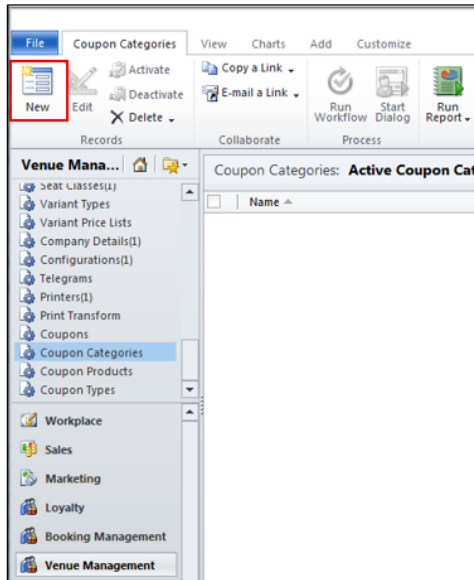 File Coupon Categories View Charts Add Customize
New Edit Activate Deactivate Delete Copy a Link E-mail a Link Run Workflow Start Dialog Run Report
Records Collaborate Process
Venue Mana... Coupon Categories: Active Coupon Cat
Name
Seat Classes(1)
Variant Types
Variant Price Lists
Company Details(1)
Configurations(1)
Telegrams
Printers(1)
Print Transform
Coupons
Coupon Categories
Coupon Products
Coupon Types
Workplace
Sales
Marketing
Loyalty
Booking Management
Venue Management